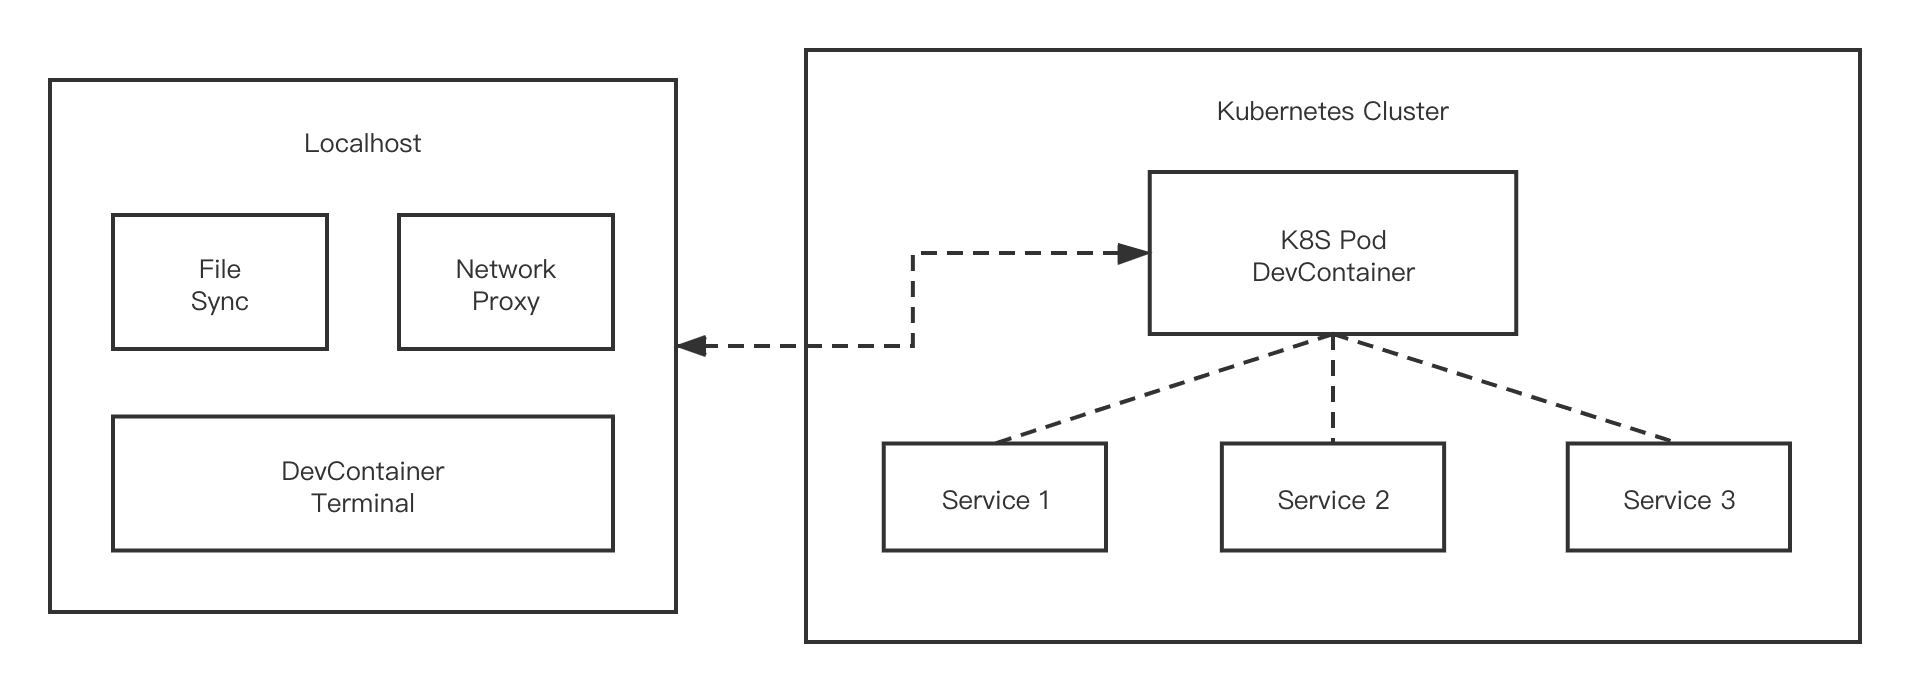 Localhost
File
Sync
Network
Proxy
DevContainer
Terminal
Kubernetes Cluster
K8S Pod
DevContainer
Service 1
Service 2
Service 3